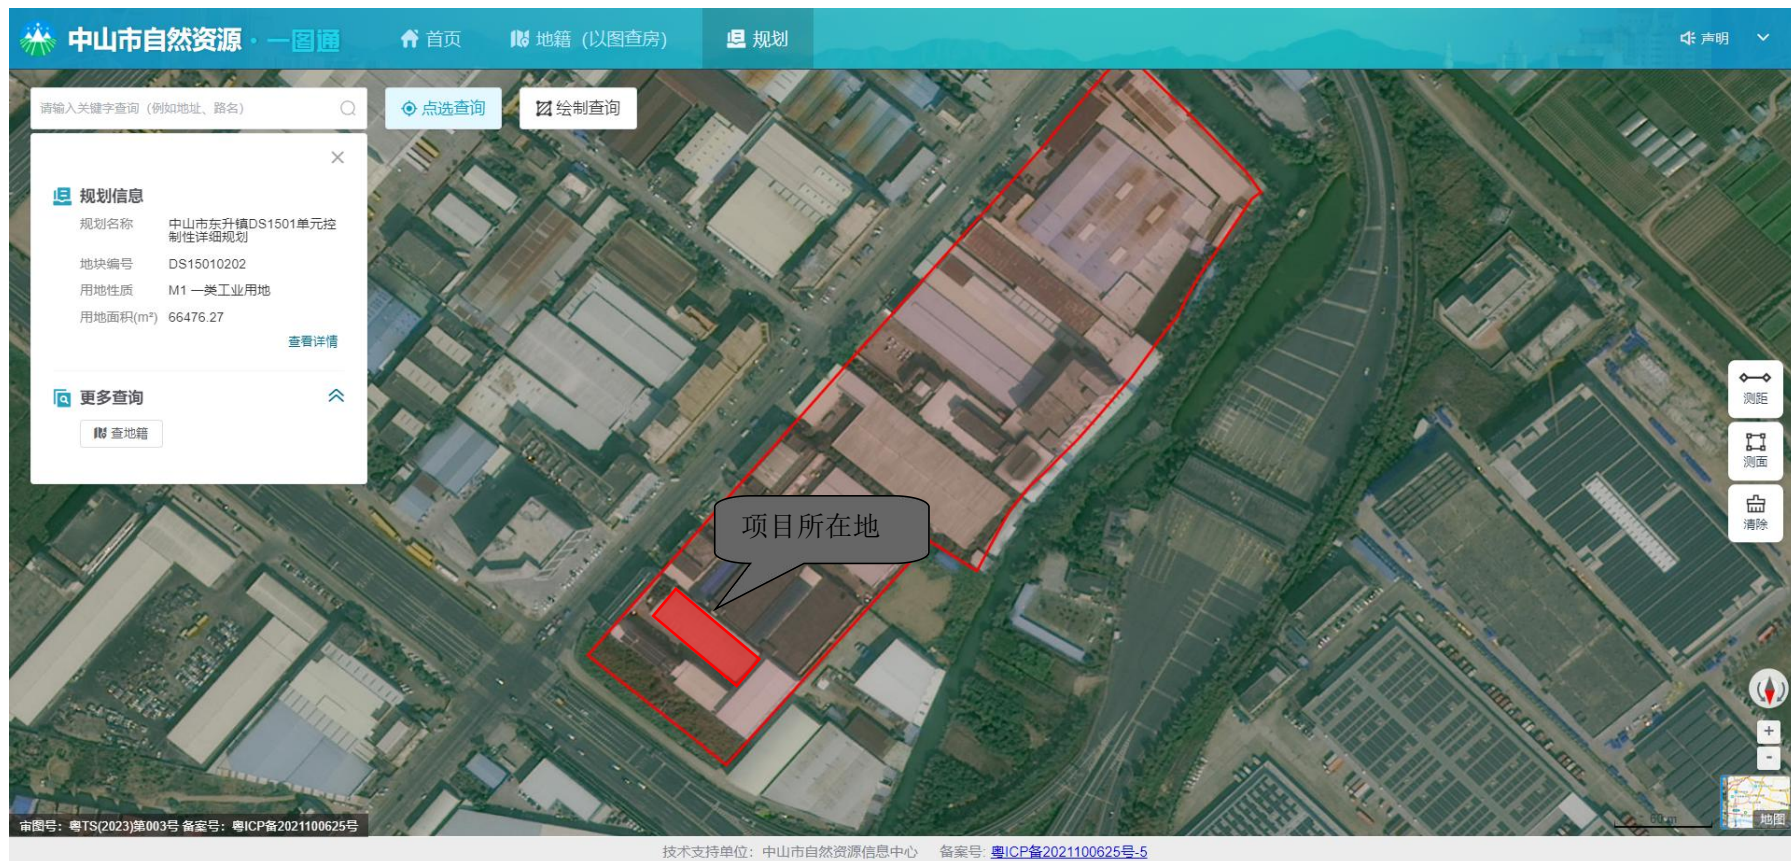 中山市自然资源·一图通
首页
地籍（以图查房）
规划
声明
请输入关键字查询（例如地址、路名）
点选查询
绘制查询
规划信息
规划名称 中山市东升镇DS1501单元控
制性详细规划
地块编号 DS15010202
用地性质 M1 一类工业用地
用地面积(m²) 66476.27
查看详情
更多查询
查地籍
测距
测面
清除
项目所在地
+
-
60 m
地图
审图号：粤TS(2023)第003号 备案号：粤ICP备2021100625号
技术支持单位：中山市自然资源信息中心 备案号: 粤ICP备2021100625号-5